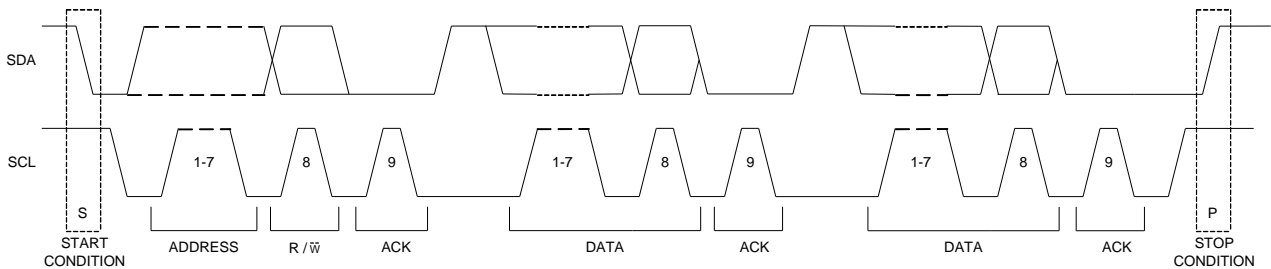 SDA
SCL
1-7
8
9
1-7
8
9
1-7
8
9
S
P
START
CONDITION
ADDRESS
R / W̅
ACK
DATA
ACK
DATA
ACK
STOP
CONDITION